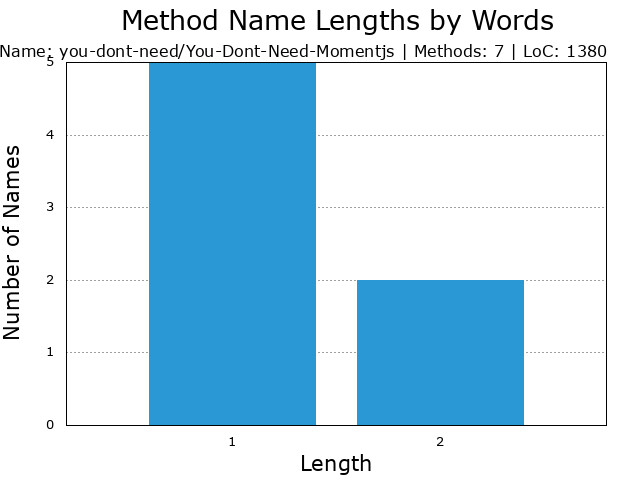 Method Name Lengths by Words
Name: you-dont-need/You-Dont-Need-Momentjs | Methods: 7 | LoC: 1380
5
4
3
2
1
0
Number of Names
1 2
Length